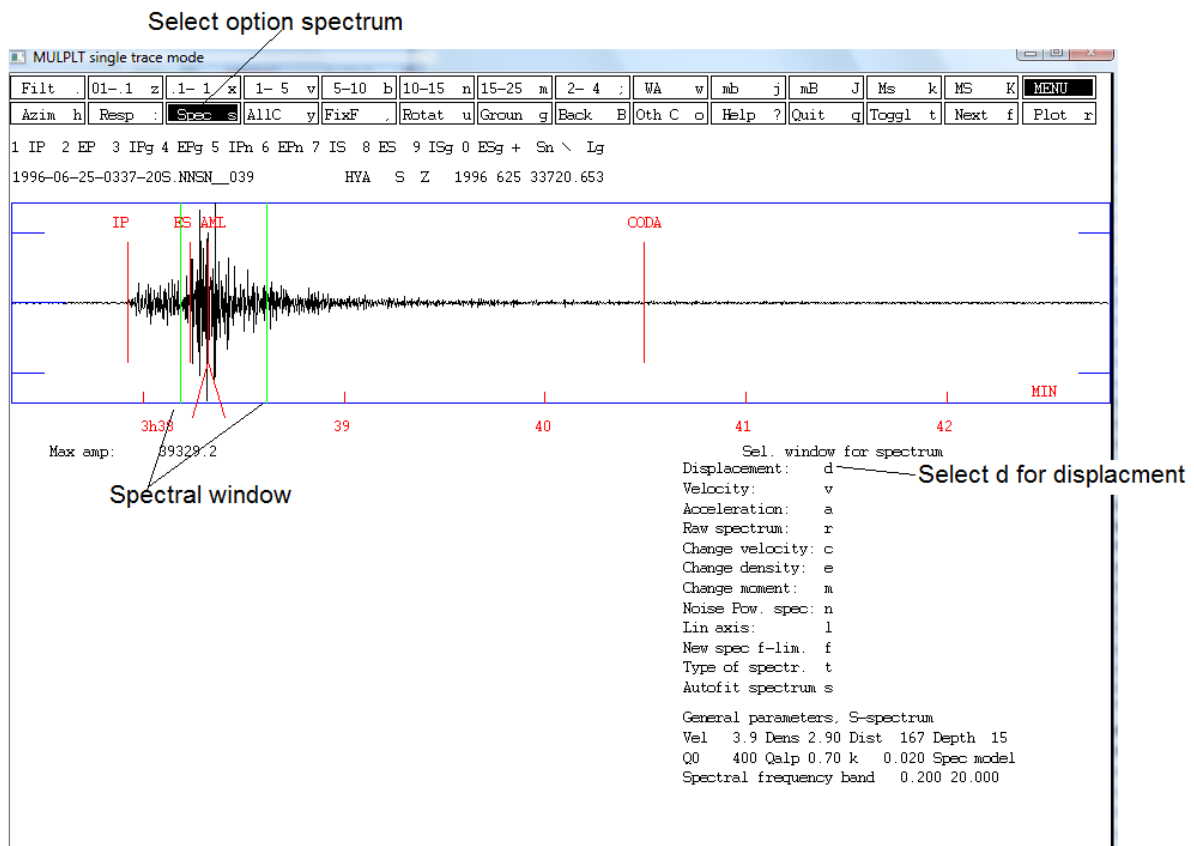 Select option spectrum
MULPLT single trace mode
Filt . 01-.1 z .1- 1 x 1- 5 v 5-10 b 10-15 n 15-25 m 2- 4 ; WA w mb j mB J Ms k MS K MENU
Azim h Resp : Spec s AllC y FixF , Rotat u Groun g Back B Oth C o Help ? Quit q Toggl t Next f Plot r
1 IP 2 EP 3 IPg 4 EPg 5 IPn 6 EPn 7 IS 8 ES 9 ISg 0 ESg + Sn \ Lg
1996-06-25-0337-20S.NNSN__039 HYA S Z 1996 625 33720.653
IP ES AML CODA
MIN
3h38 39 40 41 42
Max amp: 39329.2 Sel. window for spectrum
Displacement: d
Select d for displacment
Spectral window
Velocity: v
Acceleration: a
Raw spectrum: r
Change velocity: c
Change density: e
Change moment: m
Noise Pow. spec: n
Lin axis: l
New spec f-lim. f
Type of spectr. t
Autofit spectrum s
General parameters, S-spectrum
Vel 3.9 Dens 2.90 Dist 167 Depth 15
Q0 400 Qalp 0.70 k 0.020 Spec model
Spectral frequency band 0.200 20.000